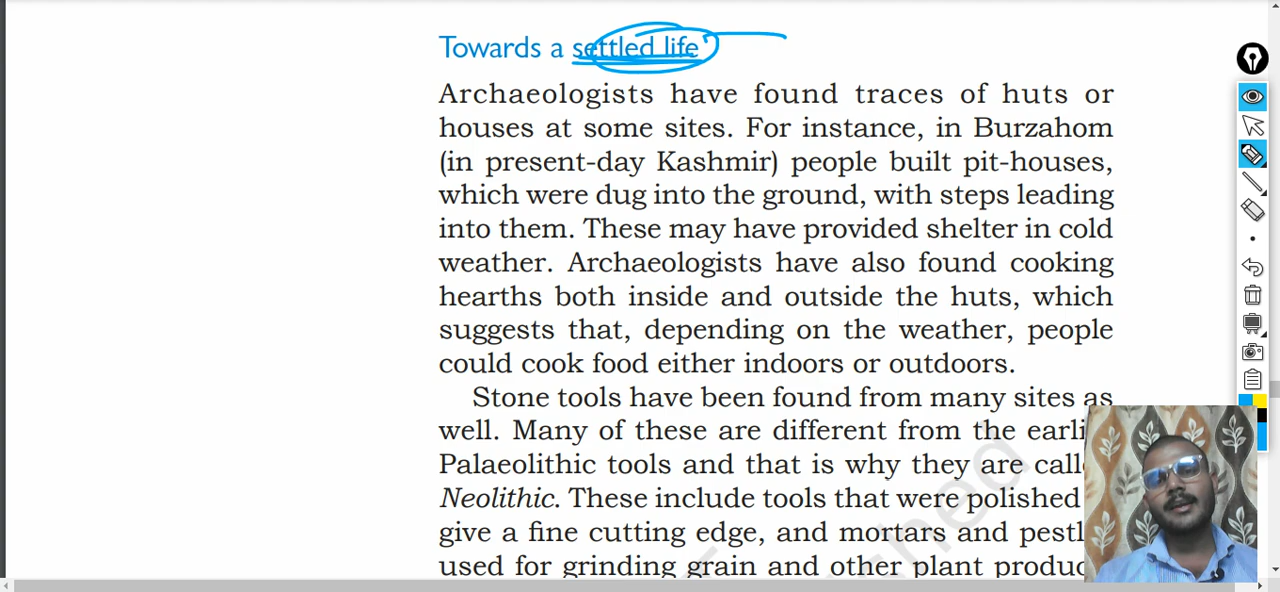 Towards a settled life
Archaeologists have found traces of huts or
houses at some sites. For instance, in Burzahom
(in present-day Kashmir) people built pit-houses,
which were dug into the ground, with steps leading
into them. These may have provided shelter in cold
weather. Archaeologists have also found cooking
hearths both inside and outside the huts, which
suggests that, depending on the weather, people
could cook food either indoors or outdoors.
Stone tools have been found from many sites as
well. Many of these are different from the
Palaeolithic tools and that is why they are
Neolithic. These include tools that were polished
give a fine cutting edge, and mortars and
used for grinding grain and other plant